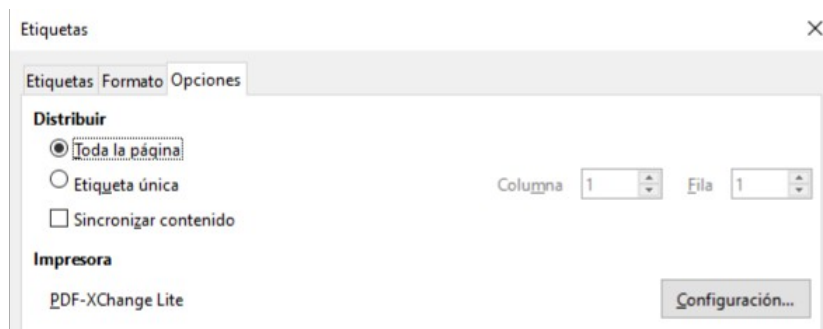 Etiquetas
Etiquetas Formato Opciones
Distribuir
Toda la página
Etiqueta única Columna 1 Fila 1
Sincronizar contenido
Impresora
PDF-XChange Lite Configuración...